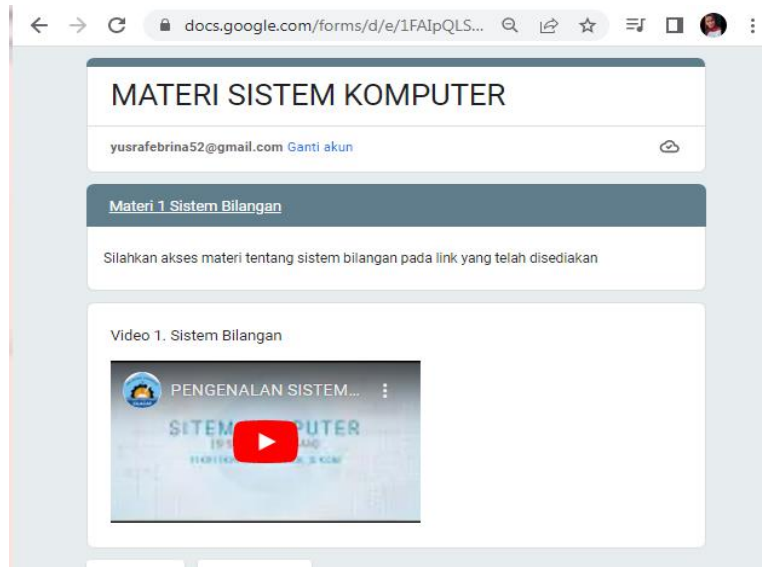 docs.google.com/forms/d/e/1FAIpQLS...
MATERI SISTEM KOMPUTER
yusrafebrina52@gmail.com Ganti akun
Materi 1 Sistem Bilangan
Silahkan akses materi tentang sistem bilangan pada link yang telah disediakan
Video 1. Sistem Bilangan
PENGENALAN SISTEM...